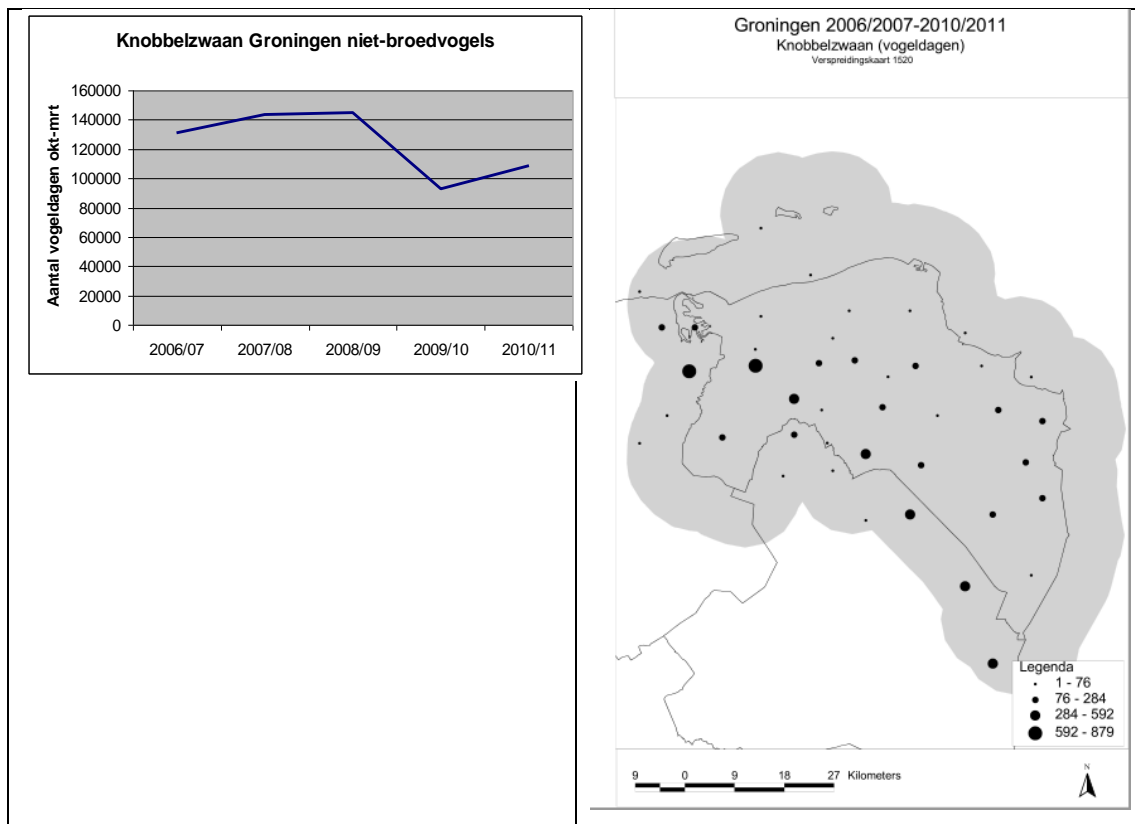 Knobbelzwaan Groningen niet-broedvogels
Aantal vogeldagen okt-mrt
160000
140000
120000
100000
80000
60000
40000
20000
0
2006/07 2007/08 2008/09 2009/10 2010/11
Groningen 2006/2007-2010/2011
Knobbelzwaan (vogeldagen)
Verspreidingskaart 1520
Legenda
1 - 76
76 - 284
284 - 592
592 - 879
9 0 9 18 27 Kilometers
N